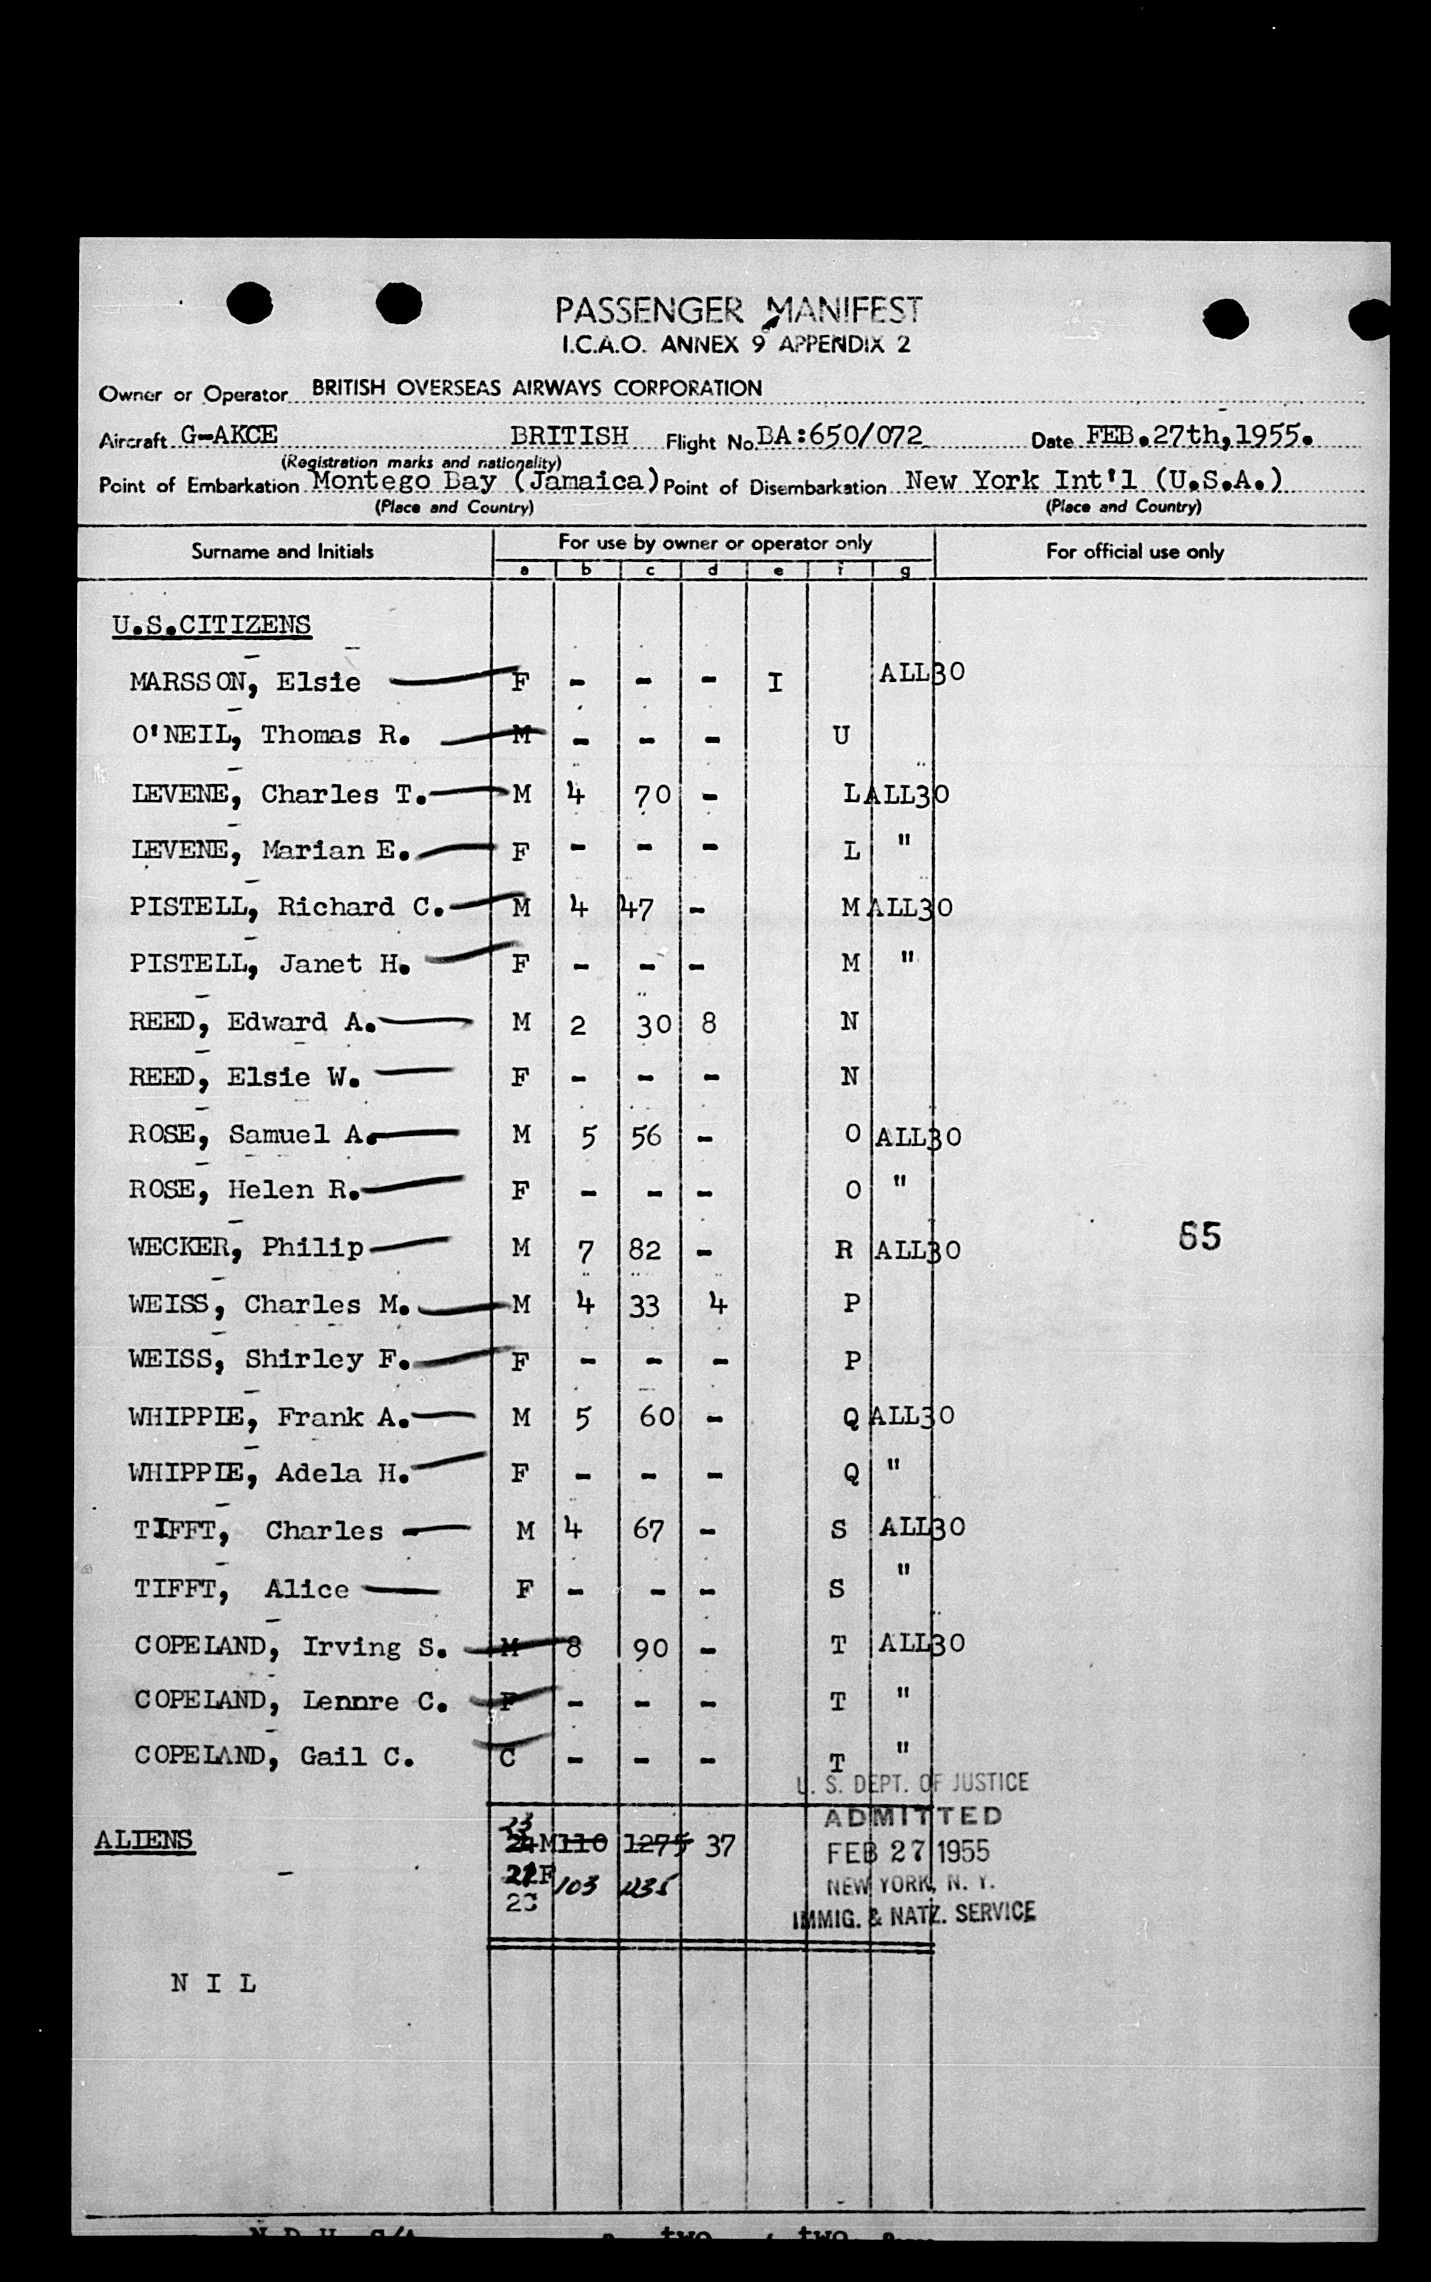 PASSENGER MANIFEST
I.C.A.O. ANNEX 9 APPENDIX 2
Owner or Operator BRITISH OVERSEAS AIRWAYS CORPORATION
Aircraft G-AKCE BRITISH Flight No. BA:650/072 Date FEB.27th,1955.
(Registration marks and nationality)
Point of Embarkation Montego Bay (Jamaica) Point of Disembarkation New York Int'l (U.S.A.)
(Place and Country) (Place and Country)
Surname and Initials For use by owner or operator only For official use only
a b c d e f g
U.S.CITIZENS
MARSSON, Elsie F - - - I ALL30
O'NEIL, Thomas R. M - - - U
LEVENE, Charles T. M 4 70 - L ALL30
LEVENE, Marian E. F - - - L "
PISTELL, Richard C. M 4 47 - M ALL30
PISTELL, Janet H. F - - - M "
REED, Edward A. M 2 30 8 N
REED, Elsie W. F - - - N
ROSE, Samuel A. M 5 56 - O ALL30
ROSE, Helen R. F - - - O "
WECKER, Philip M 7 82 - R ALL30
55
WEISS, Charles M. M 4 33 4 P
WEISS, Shirley F. F - - - P
WHIPPLE, Frank A. M 5 60 - Q ALL30
WHIPPLE, Adela H. F - - - Q "
TIFFT, Charles M 4 67 - S ALL30
TIFFT, Alice F - - - S "
COPELAND, Irving S. M 8 90 - T ALL30
COPELAND, Lennre C. F - - - T "
COPELAND, Gail C. C - - - T "
U. S. DEPT. OF JUSTICE
ADMITTED
23
ALIENS 24M 110 1275 37
FEB 27 1955
- F 103 1235
NEW YORK, N. Y.
2C
IMMIG. & NATZ. SERVICE
N I L